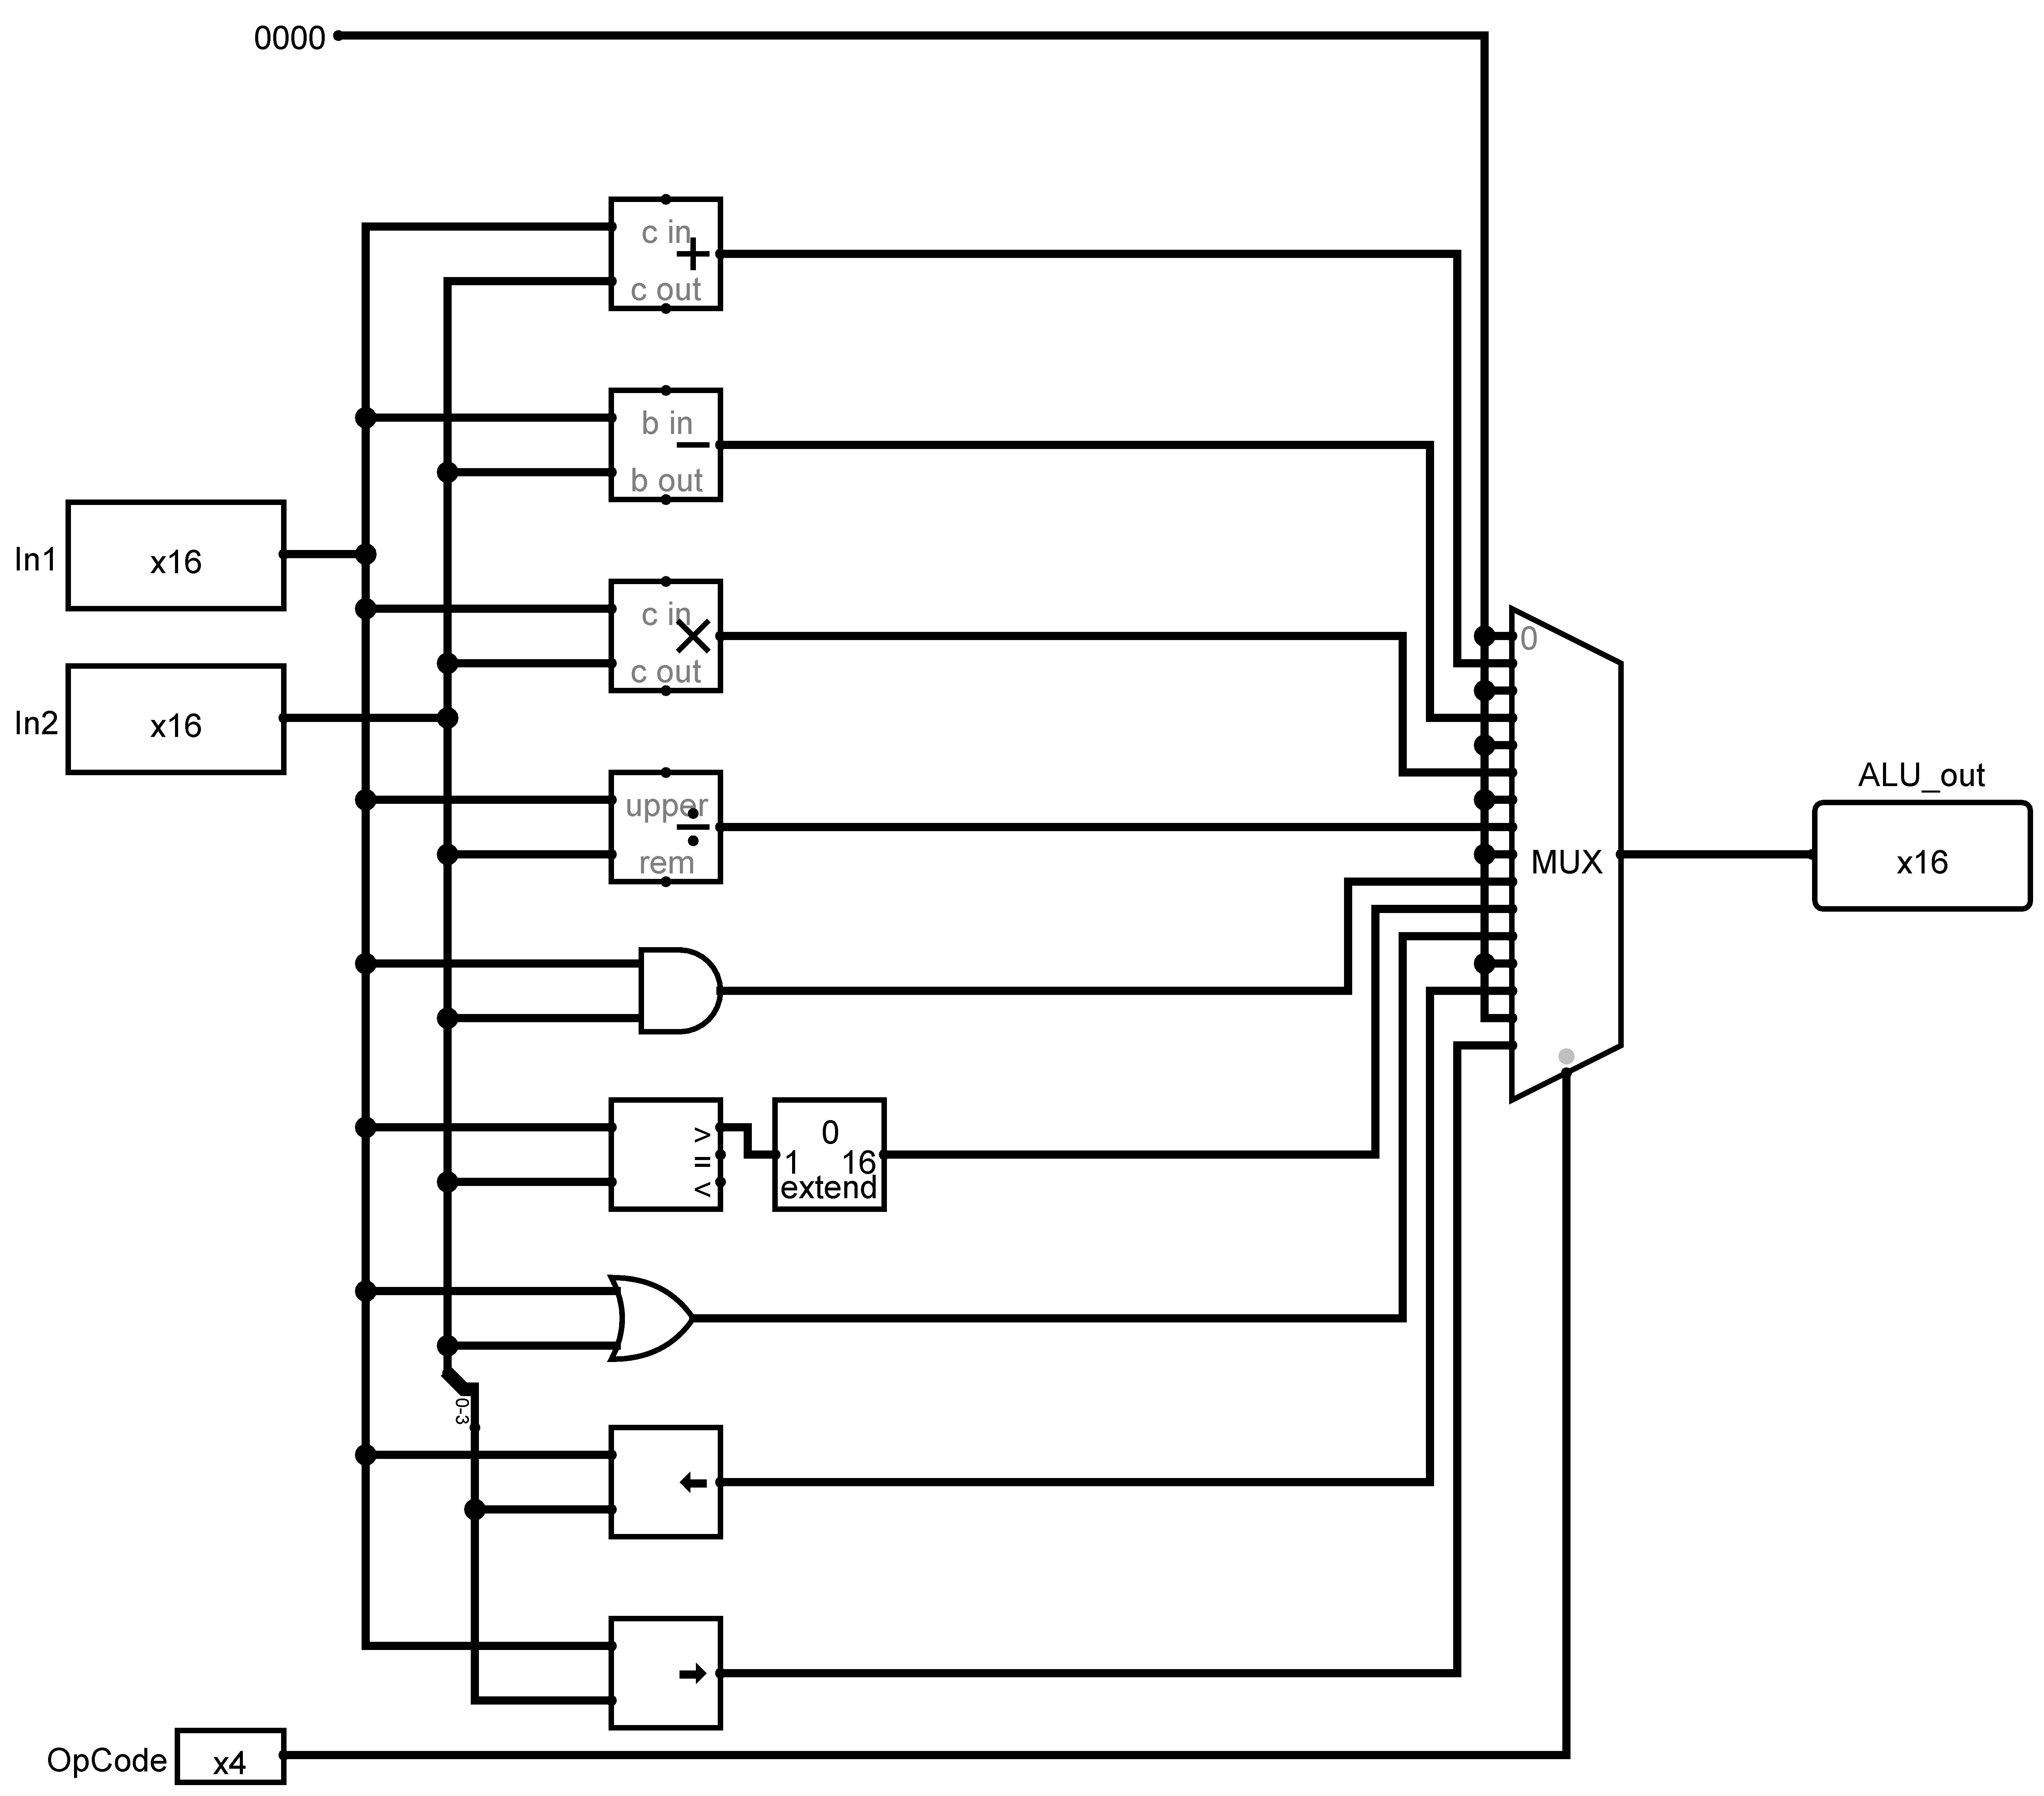 0000
c in
+
c out
b in
−
b out
In1
x16
c in
×
c out
0
In2
x16
upper
÷
rem
MUX
ALU_out
x16
>
=
<
0
1 16
extend
0-3
←
→
OpCode
x4